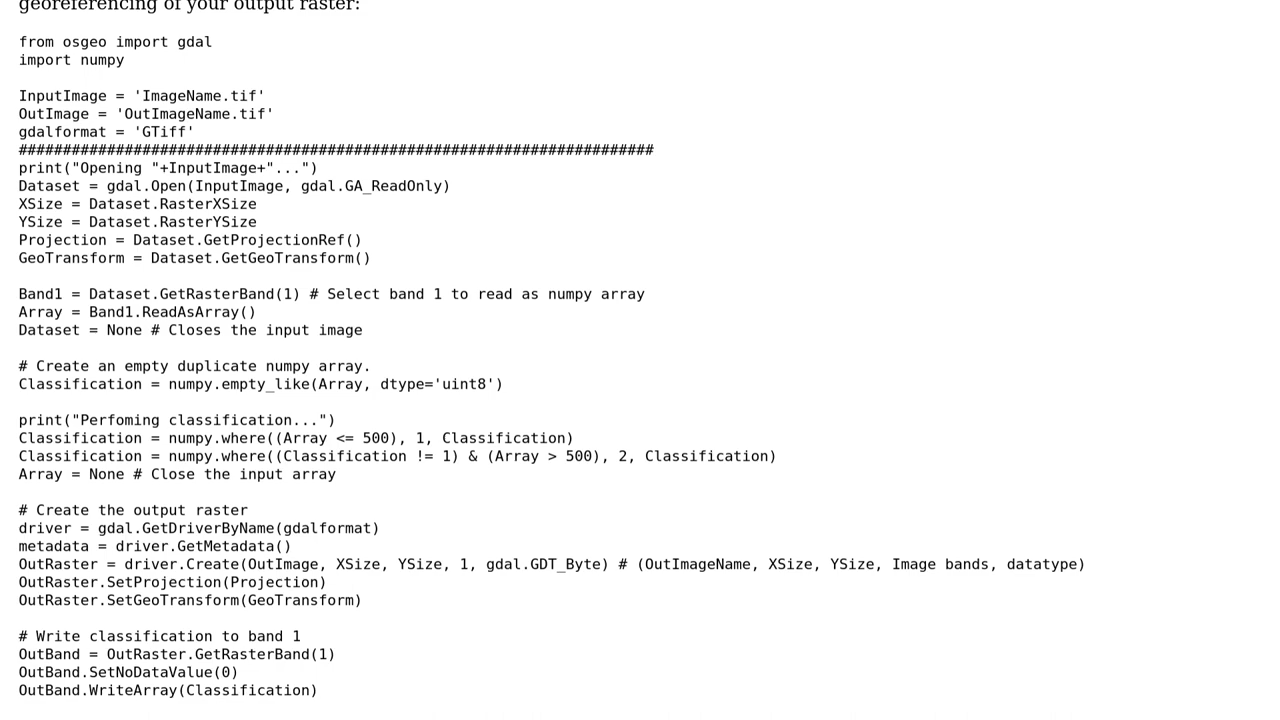 georeferencing of your output raster:
from osgeo import gdal
import numpy
InputImage = 'ImageName.tif'
OutImage = 'OutImageName.tif'
gdalformat = 'GTiff'
########################################################################
print("Opening "+InputImage+"...")
Dataset = gdal.Open(InputImage, gdal.GA_ReadOnly)
XSize = Dataset.RasterXSize
YSize = Dataset.RasterYSize
Projection = Dataset.GetProjectionRef()
GeoTransform = Dataset.GetGeoTransform()
Band1 = Dataset.GetRasterBand(1) # Select band 1 to read as numpy array
Array = Band1.ReadAsArray()
Dataset = None # Closes the input image
# Create an empty duplicate numpy array.
Classification = numpy.empty_like(Array, dtype='uint8')
print("Perfoming classification...")
Classification = numpy.where((Array <= 500), 1, Classification)
Classification = numpy.where((Classification != 1) & (Array > 500), 2, Classification)
Array = None # Close the input array
# Create the output raster
driver = gdal.GetDriverByName(gdalformat)
metadata = driver.GetMetadata()
OutRaster = driver.Create(OutImage, XSize, YSize, 1, gdal.GDT_Byte) # (OutImageName, XSize, YSize, Image bands, datatype)
OutRaster.SetProjection(Projection)
OutRaster.SetGeoTransform(GeoTransform)
# Write classification to band 1
OutBand = OutRaster.GetRasterBand(1)
OutBand.SetNoDataValue(0)
OutBand.WriteArray(Classification)